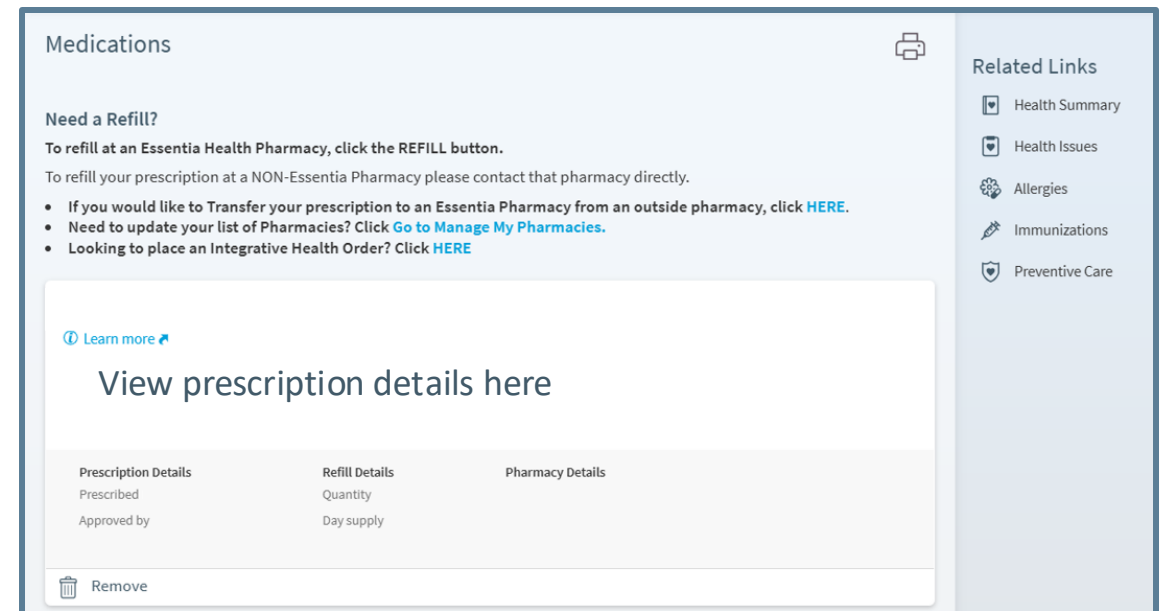 Medications
Need a Refill?
To refill at an Essentia Health Pharmacy, click the REFILL button.
To refill your prescription at a NON-Essentia Pharmacy please contact that pharmacy directly.
• If you would like to Transfer your prescription to an Essentia Pharmacy from an outside pharmacy, click HERE.
• Need to update your list of Pharmacies? Click Go to Manage My Pharmacies.
• Looking to place an Integrative Health Order? Click HERE
Learn more
View prescription details here
Prescription Details Refill Details Pharmacy Details
Prescribed Quantity
Approved by Day supply
Remove
Related Links
Health Summary
Health Issues
Allergies
Immunizations
Preventive Care